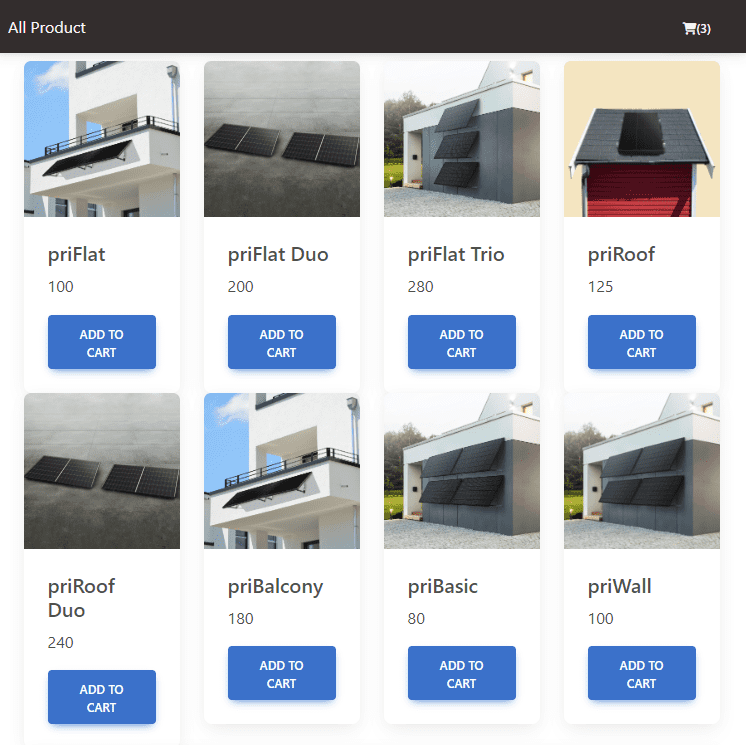 All Product
(3)
priFlat
100
ADD TO
CART
priFlat Duo
200
ADD TO
CART
priFlat Trio
280
ADD TO
CART
priRoof
125
ADD TO
CART
priRoof
Duo
240
ADD TO
CART
priBalcony
180
ADD TO
CART
priBasic
80
ADD TO
CART
priWall
100
ADD TO
CART